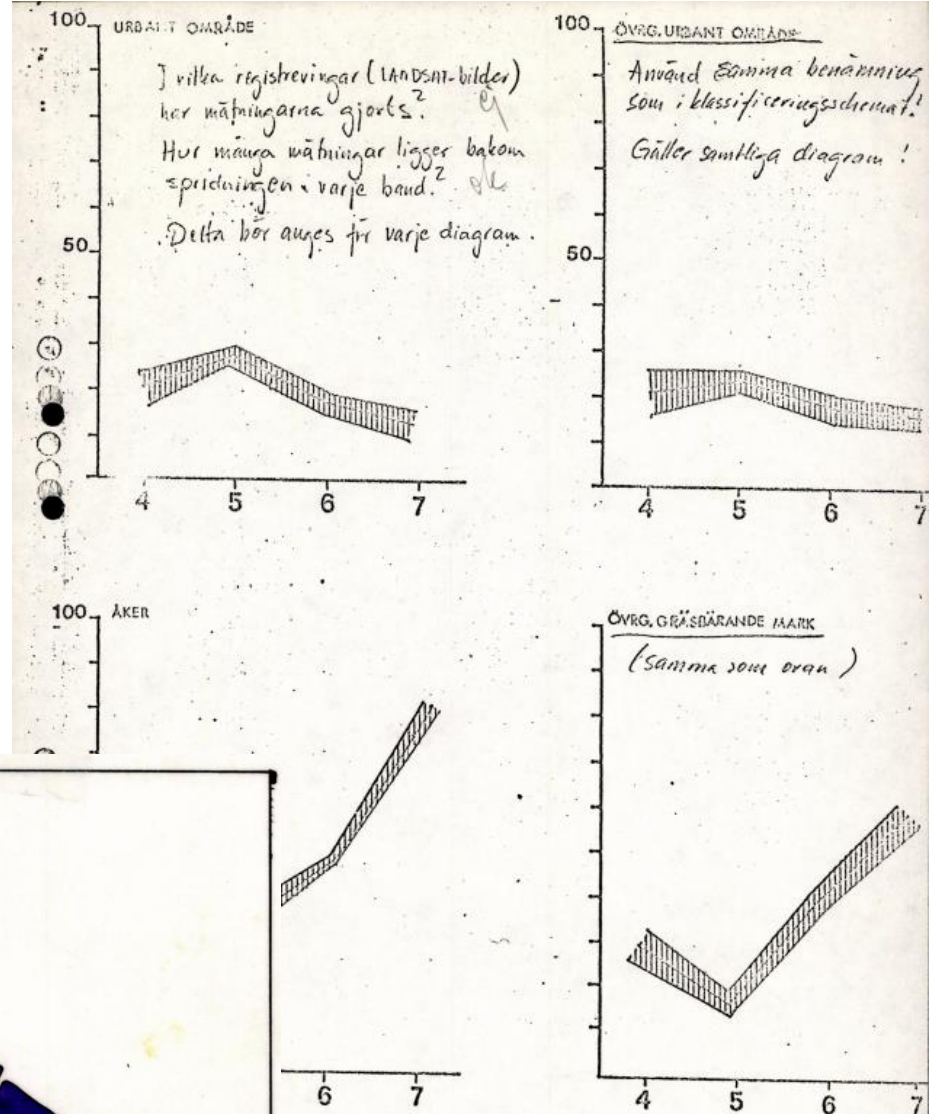 100
URBANT OMRÅDE
I vilka registreringar (LANDSAT-bilder)
har mätningarna gjorts? ej
Hur många mätningar ligger bakom
spridningen i varje band?
Detta bör anges för varje diagram.
50
4 5 6 7
100
ÖVRG. URBANT OMRÅDE
Använd samma benämning
som i klassificeringsschemat!
Gäller samtliga diagram!
50
4 5 6 7
100
ÅKER
6 7
ÖVRG. GRÄSBÄRANDE MARK
(samma som ovan)
4 5 6 7